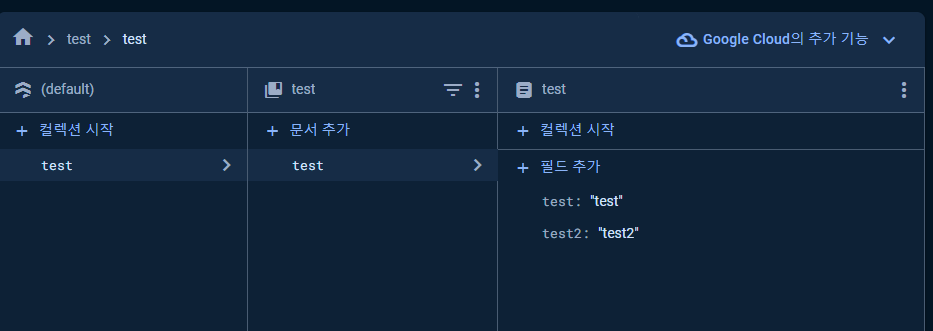 test > test
Google Cloud의 추가 기능
(default)
test
test
+ 컬렉션 시작
+ 문서 추가
+ 컬렉션 시작
test
test
+ 필드 추가
test: "test"
test2: "test2"